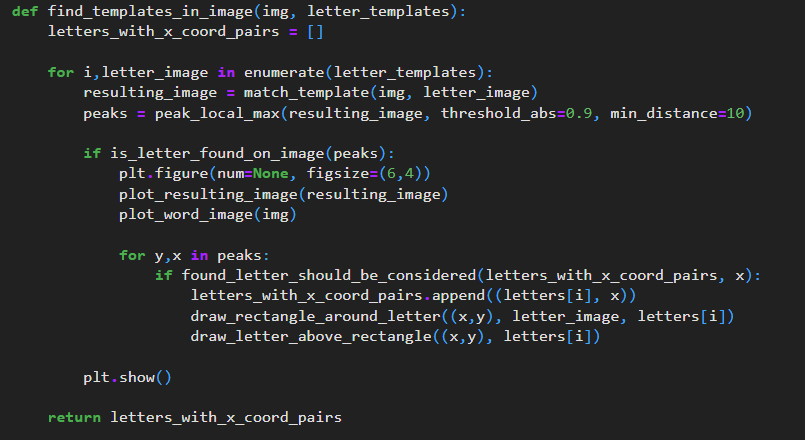 def find_templates_in_image(img, letter_templates):
    letters_with_x_coord_pairs = []

    for i,letter_image in enumerate(letter_templates):
        resulting_image = match_template(img, letter_image)
        peaks = peak_local_max(resulting_image, threshold_abs=0.9, min_distance=10)

        if is_letter_found_on_image(peaks):
            plt.figure(num=None, figsize=(6,4))
            plot_resulting_image(resulting_image)
            plot_word_image(img)

            for y,x in peaks:
                if found_letter_should_be_considered(letters_with_x_coord_pairs, x):
                    letters_with_x_coord_pairs.append((letters[i], x))
                    draw_rectangle_around_letter((x,y), letter_image, letters[i])
                    draw_letter_above_rectangle((x,y), letters[i])

        plt.show()

    return letters_with_x_coord_pairs